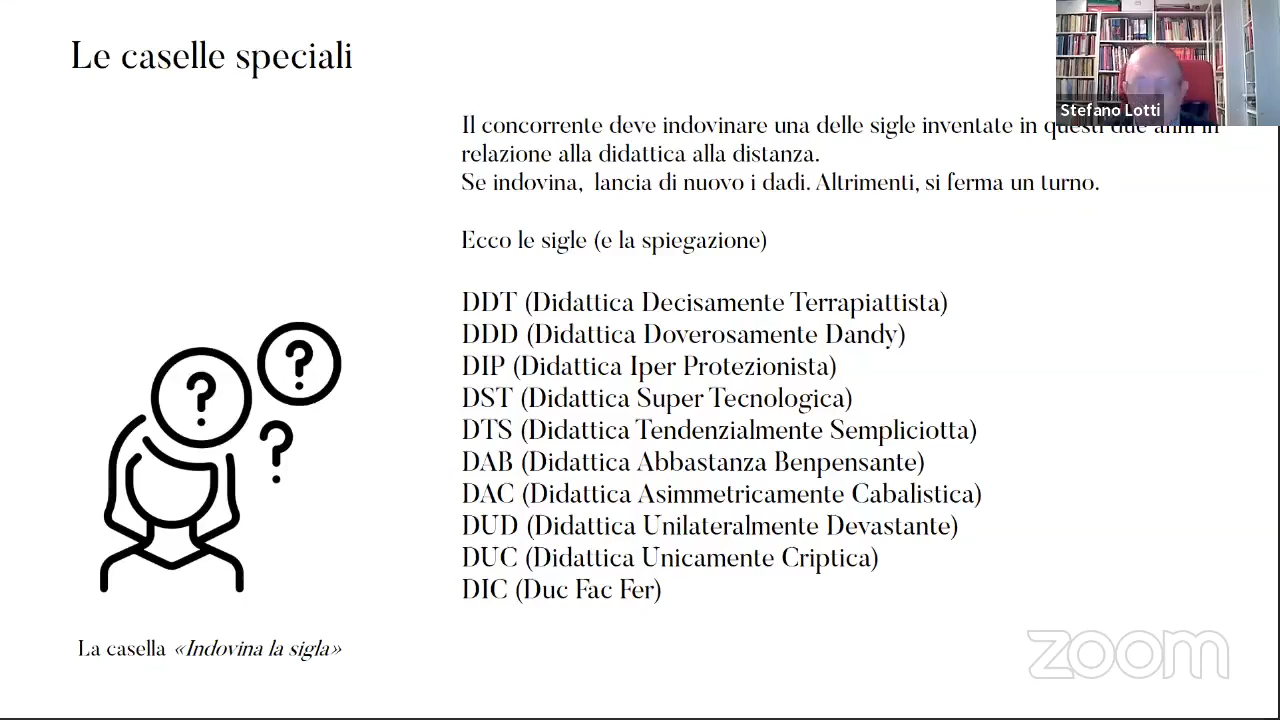 Le caselle speciali
Stefano Lotti
Il concorrente deve indovinare una delle sigle inventate in questi due anni in
relazione alla didattica alla distanza.
Se indovina, lancia di nuovo i dadi. Altrimenti, si ferma un turno.
Ecco le sigle (e la spiegazione)
DDT (Didattica Decisamente Terrapiattista)
DDD (Didattica Doverosamente Dandy)
DIP (Didattica Iper Protezionista)
DST (Didattica Super Tecnologica)
DTS (Didattica Tendenzialmente Sempliciotta)
DAB (Didattica Abbastanza Benpensante)
DAC (Didattica Asimmetricamente Cabalistica)
DUD (Didattica Unilateralmente Devastante)
DUC (Didattica Unicamente Criptica)
DIC (Duc Fac Fer)
? ? ?
La casella «Indovina la sigla»
zoom